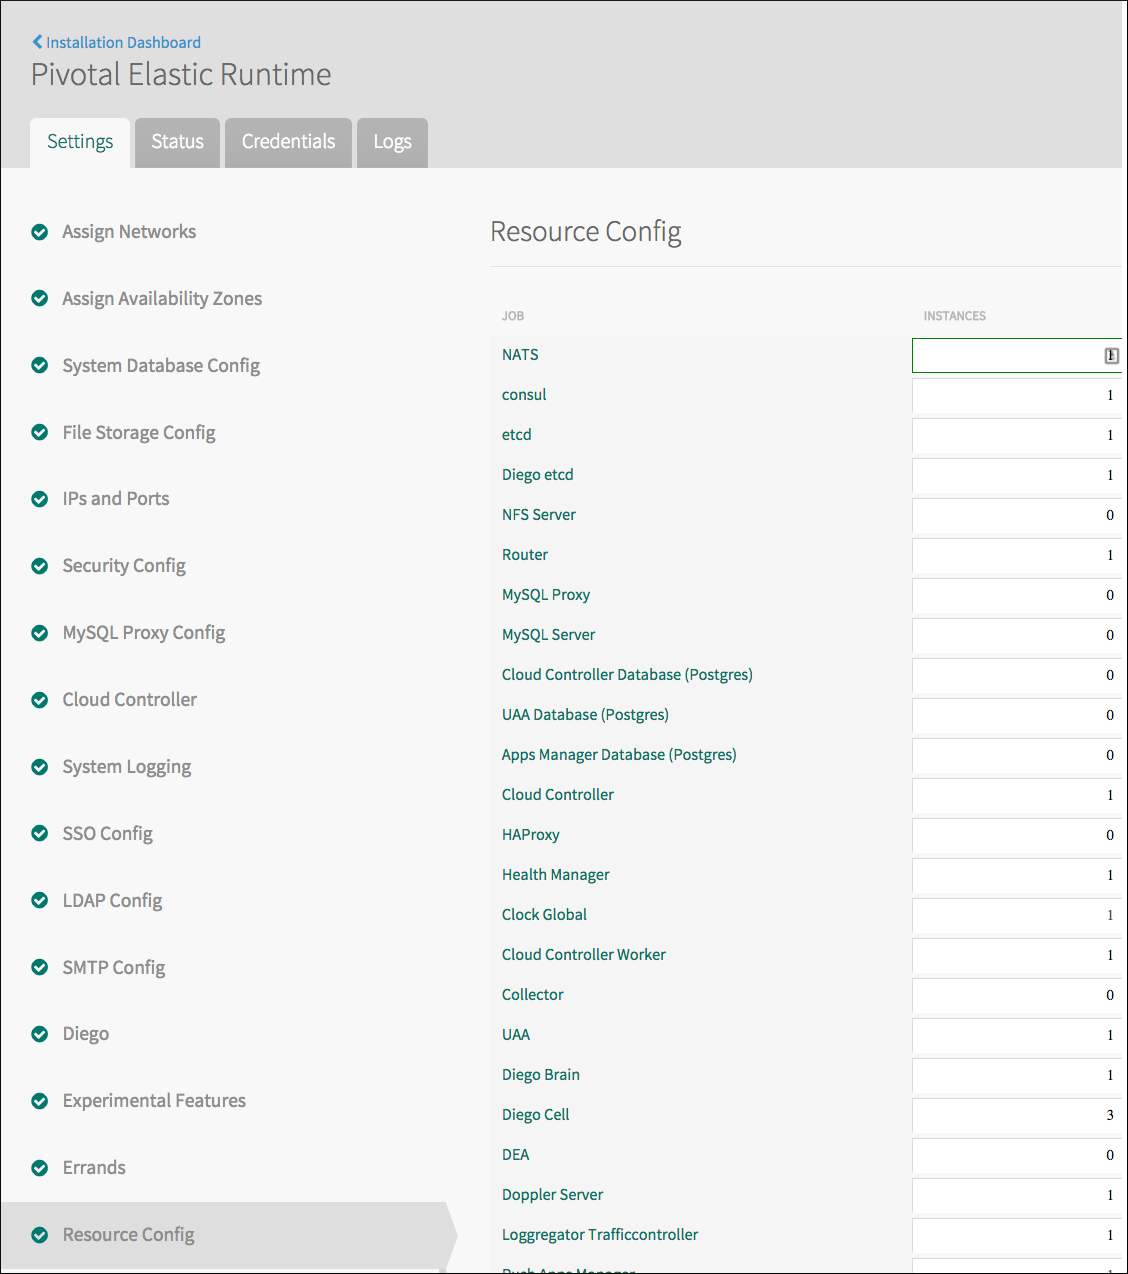 Installation Dashboard
Pivotal Elastic Runtime
Settings Status Credentials Logs
Assign Networks
Assign Availability Zones
System Database Config
File Storage Config
IPs and Ports
Security Config
MySQL Proxy Config
Cloud Controller
System Logging
SSO Config
LDAP Config
SMTP Config
Diego
Experimental Features
Errands
Resource Config
Resource Config
JOB INSTANCES
NATS 1
consul 1
etcd 1
Diego etcd 1
NFS Server 0
Router 1
MySQL Proxy 0
MySQL Server 0
Cloud Controller Database (Postgres) 0
UAA Database (Postgres) 0
Apps Manager Database (Postgres) 0
Cloud Controller 1
HAProxy 0
Health Manager 1
Clock Global 1
Cloud Controller Worker 1
Collector 0
UAA 1
Diego Brain 1
Diego Cell 3
DEA 0
Doppler Server 1
Loggregator Trafficcontroller 1
Push Apps Manager 1